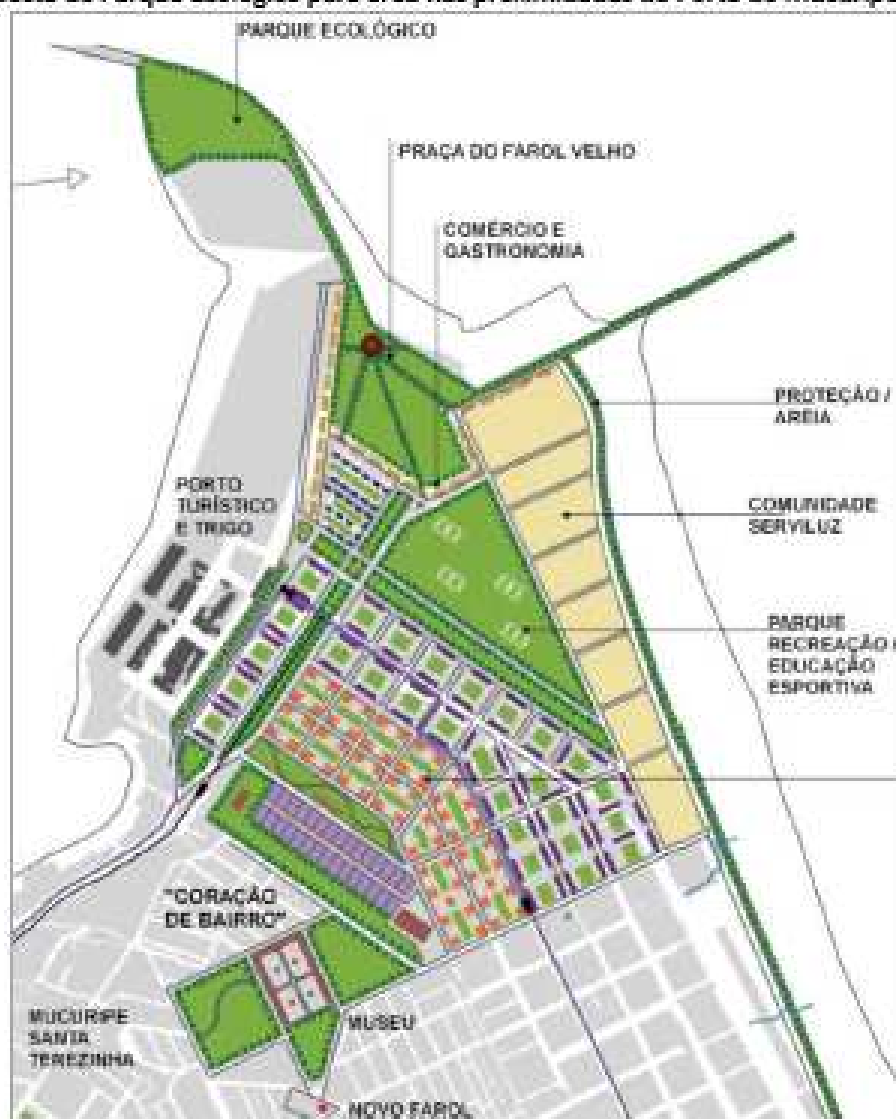 PARQUE ECOLÓGICO
PRAÇA DO FAROL VELHO
COMÉRCIO E
GASTRONOMIA
PROTEÇÃO /
AREIA
PORTO
TURÍSTICO
E TRIGO
COMUNIDADE
SERVILUZ
PARQUE
RECREAÇÃO
EDUCAÇÃO
ESPORTIVA
"CORAÇÃO
DE BAIRRO"
MUCURIPE
SANTA
TEREZINHA
MUSEU
NOVO FAROL